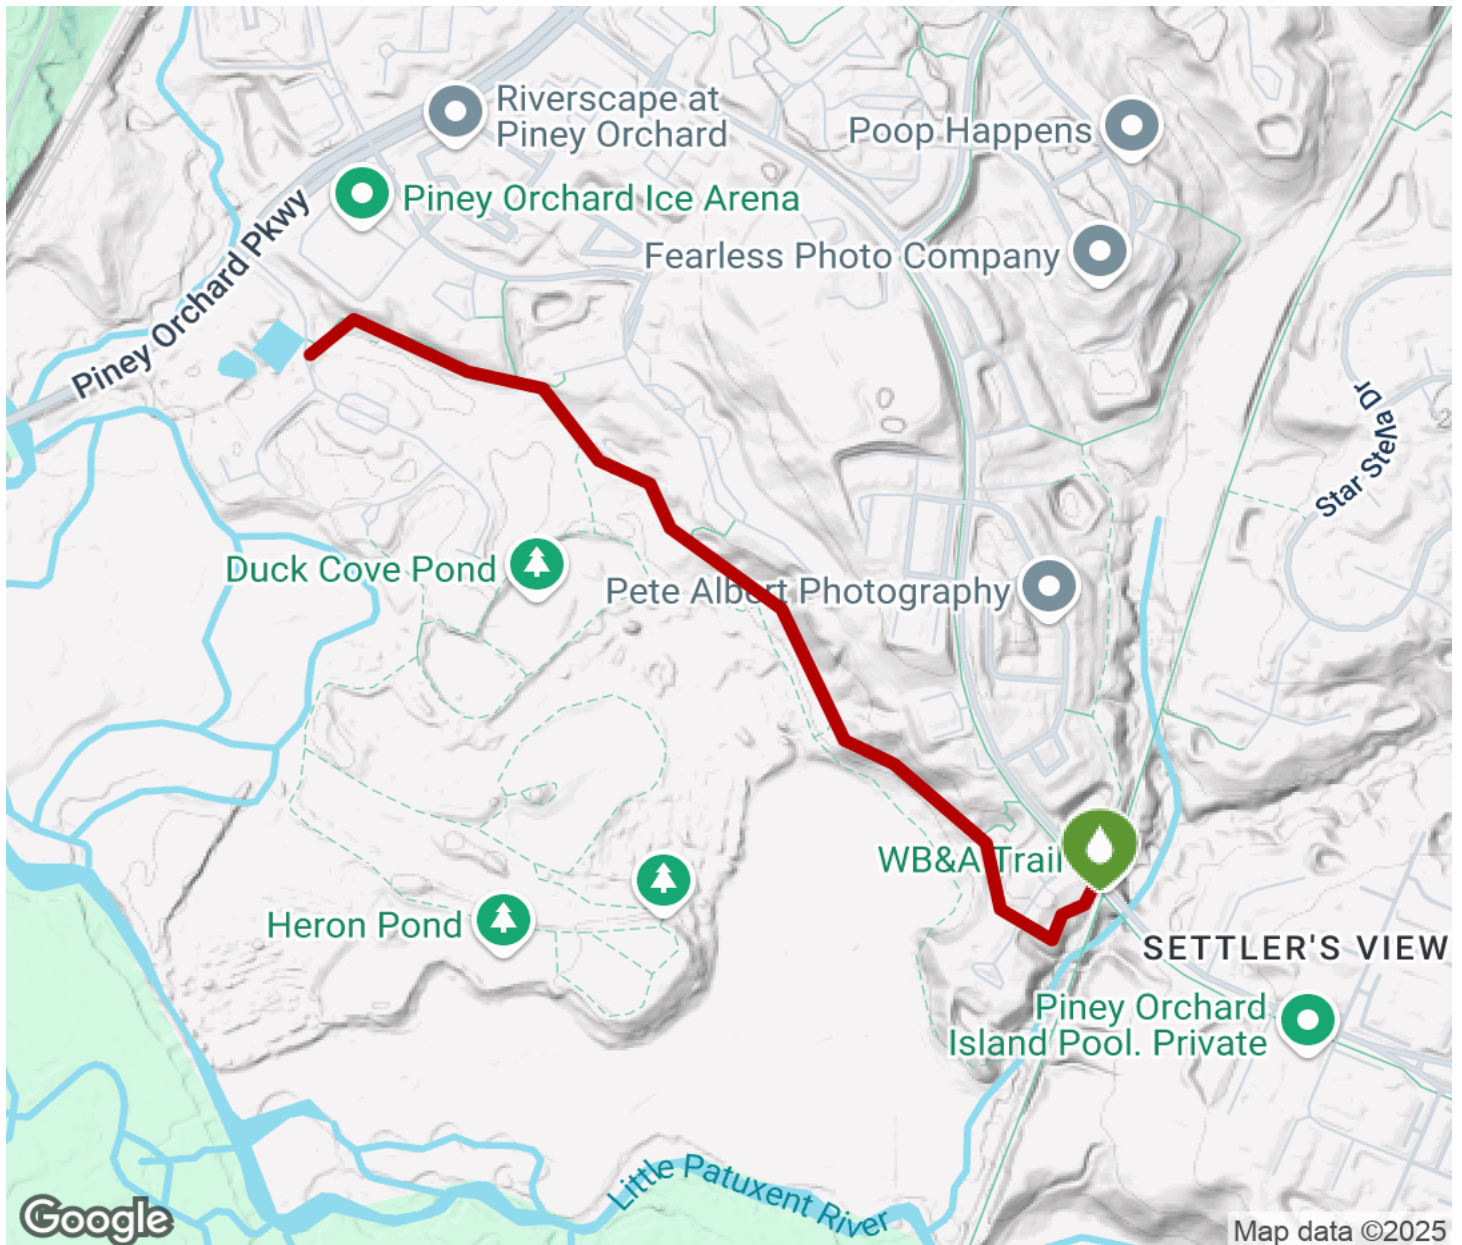 Riverscape at
Piney Orchard
Poop Happens
Piney Orchard Ice Arena
Fearless Photo Company
Piney Orchard Pkwy
Star Stella Dr
Duck Cove Pond
Pete Albert Photography
WB&A Trail
Heron Pond
SETTLER'S VIEW
Piney Orchard
Island Pool. Private
Little Patuxent River
Google
Map data ©2025